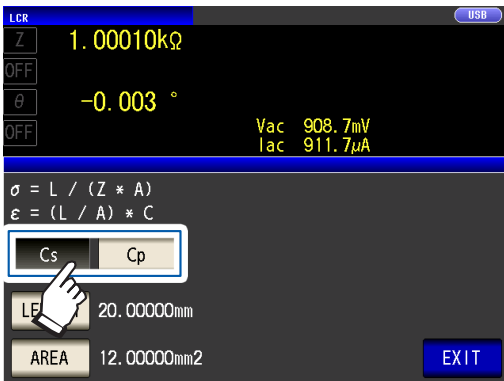 LCR USB
Z 1.00010kΩ
OFF
θ -0.003 °
OFF
Vac 908.7mV
Iac 911.7μA
σ = L / (Z * A)
ε = (L / A) * C
Cs Cp
20.00000mm
AREA 12.00000mm2
EXIT